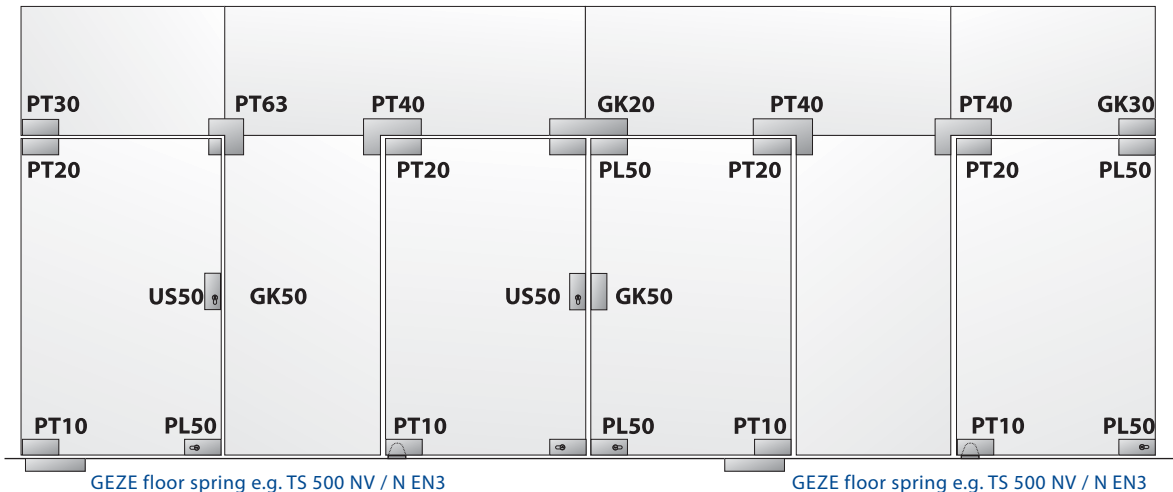 PT30 PT63 PT40 GK20 PT40 PT40 GK30
PT20 PT20 PL50 PT20 PT20 PL50
US50 GK50 US50 GK50
PT10 PL50 PT10 PL50 PT10 PT10 PL50
GEZE floor spring e.g. TS 500 NV / N EN3 GEZE floor spring e.g. TS 500 NV / N EN3